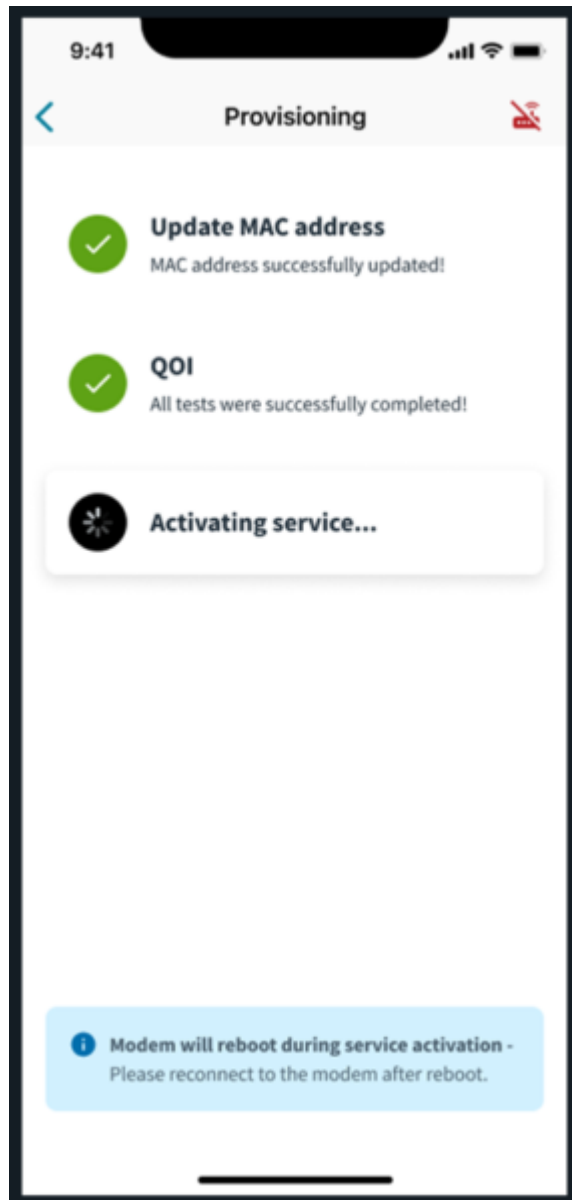 9:41
Provisioning
Update MAC address
MAC address successfully updated!
QOI
All tests were successfully completed!
Activating service...
Modem will reboot during service activation -
Please reconnect to the modem after reboot.